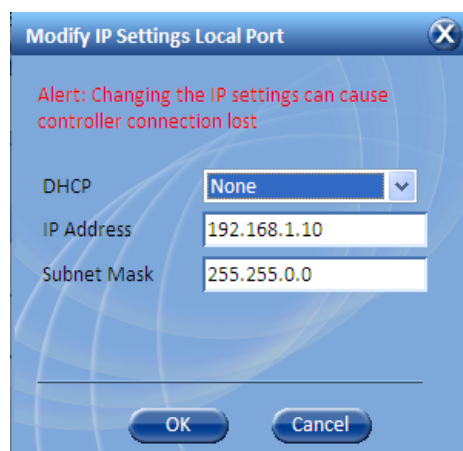 Modify IP Settings Local Port
X
Alert: Changing the IP settings can cause
controller connection lost
DHCP None
IP Address 192.168.1.10
Subnet Mask 255.255.0.0
OK Cancel